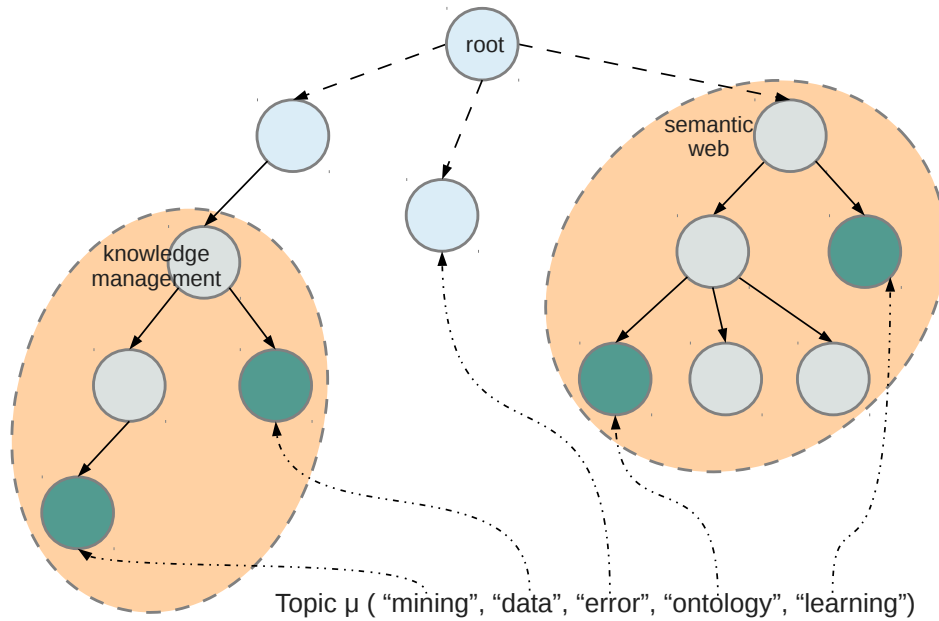 root
semantic
web
knowledge
management
Topic μ ( “mining”, “data”, “error”, “ontology”, “learning”)